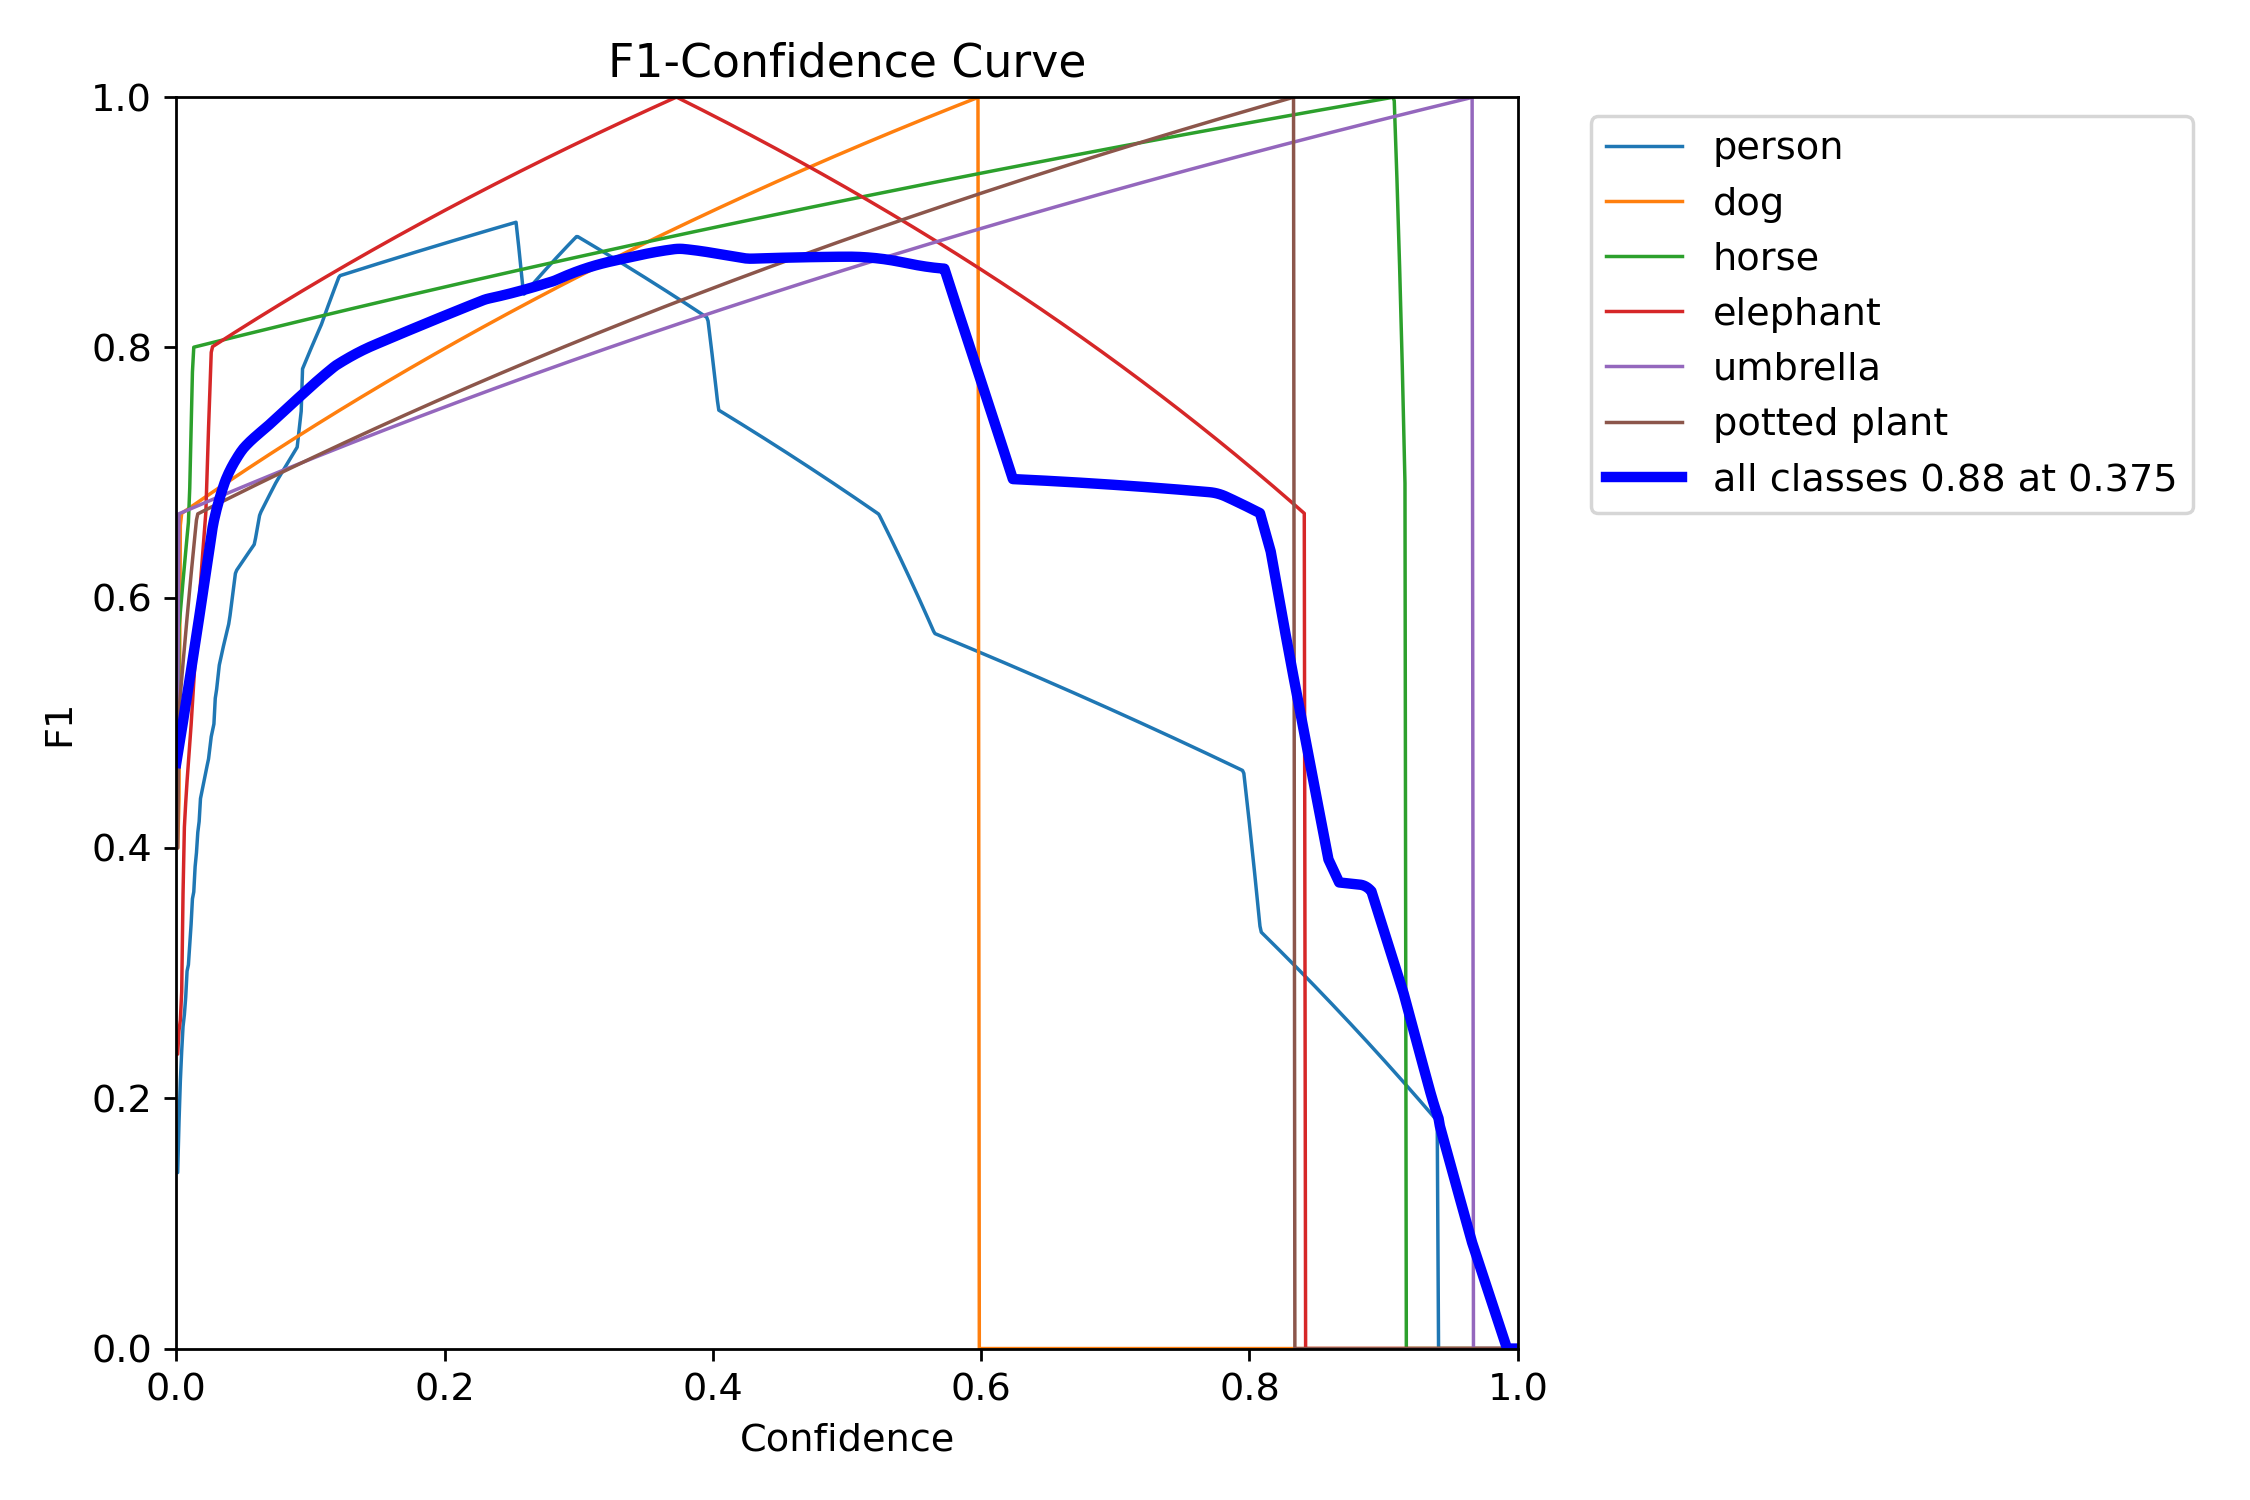 F1-Confidence Curve
1.0
0.8
0.6
0.4
0.2
0.0
F1
0.0 0.2 0.4 0.6 0.8 1.0
Confidence
person
dog
horse
elephant
umbrella
potted plant
all classes 0.88 at 0.375